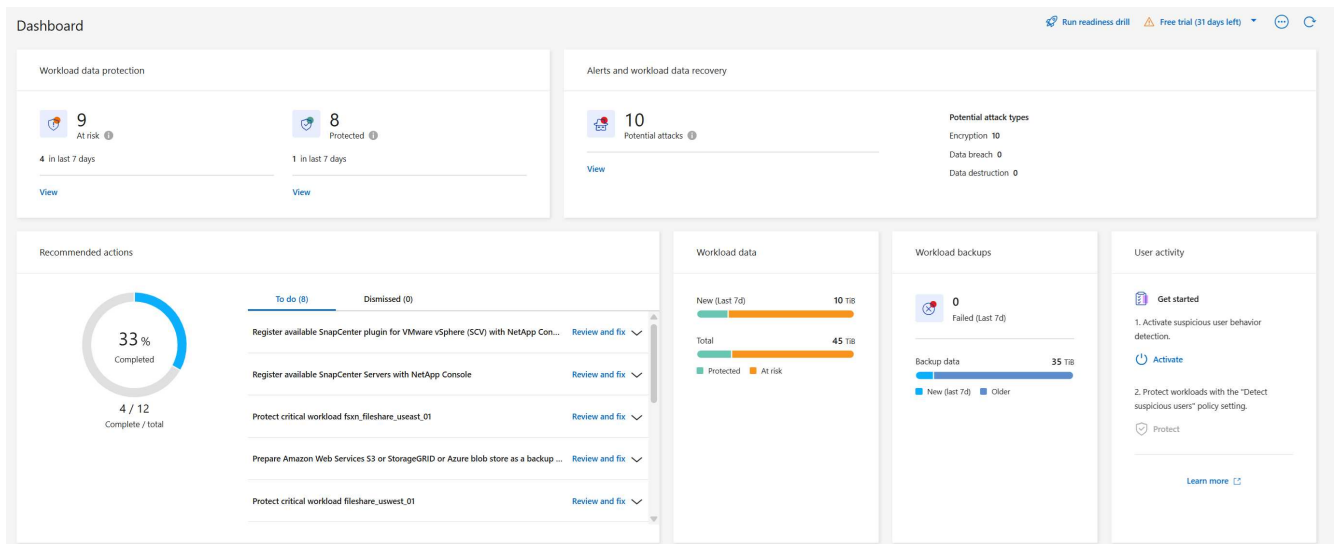 Dashboard
Run readiness drill
Free trial (31 days left)
Workload data protection
9
At risk
4 in last 7 days
View
8
Protected
1 in last 7 days
View
Alerts and workload data recovery
10
Potential attacks
View
Potential attack types
Encryption 10
Data breach 0
Data destruction 0
Recommended actions
33 %
Completed
4 / 12
Complete / total
To do (8)
Dismissed (0)
Register available SnapCenter plugin for VMware vSphere (SCV) with NetApp Con... Review and fix
Register available SnapCenter Servers with NetApp Console Review and fix
Protect critical workload fsxn_fileshare_useast_01 Review and fix
Prepare Amazon Web Services S3 or StorageGRID or Azure blob store as a backup ... Review and fix
Protect critical workload fileshare_uswest_01 Review and fix
Workload data
New (Last 7d) 10 TiB
Total 45 TiB
Protected At risk
Workload backups
0
Failed (Last 7d)
Backup data 35 TiB
New (last 7d) Older
User activity
Get started
1. Activate suspicious user behavior
detection.
Activate
2. Protect workloads with the "Detect
suspicious users" policy setting.
Protect
Learn more